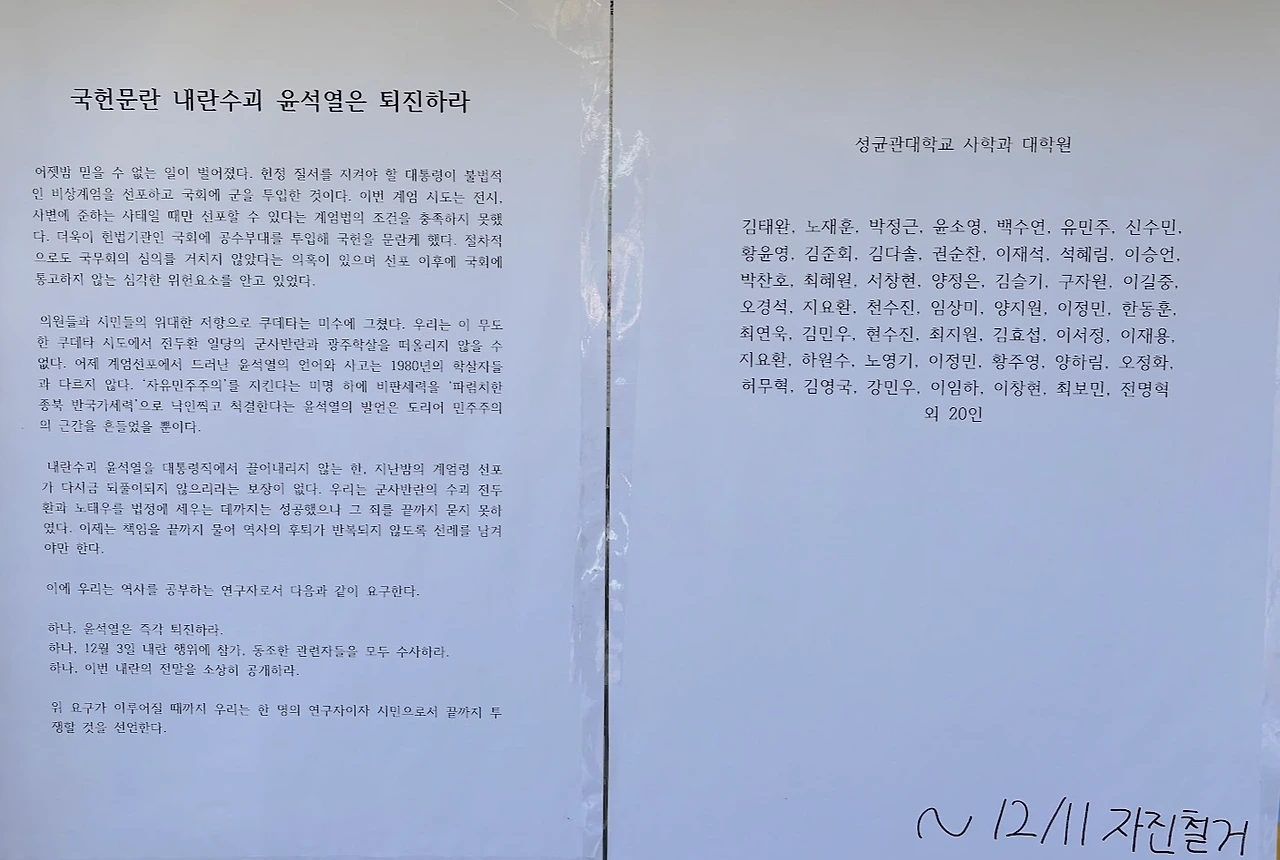 국헌문란 내란수괴 윤석열은 퇴진하라
어젯밤 믿을 수 없는 일이 벌어졌다. 헌정 질서를 지켜야 할 대통령이 불법적
인 비상계엄을 선포하고 국회에 군을 투입한 것이다. 이번 계엄 시도는 전시,
사변에 준하는 사태일 때만 선포할 수 있다는 계엄법의 조건을 충족하지 못했
다. 더욱이 헌법기관인 국회에 공수부대를 투입해 국헌을 문란케 했다. 절차적
으로도 국무회의 심의를 거치지 않았다는 의혹이 있으며 선포 이후에 국회에
통고하지 않는 심각한 위헌요소를 안고 있었다.
의원들과 시민들의 위대한 저항으로 쿠데타는 미수에 그쳤다. 우리는 이 무도
한 쿠데타 시도에서 전두환 일당의 군사반란과 광주학살을 떠올리지 않을 수
없다. 어제 계엄선포에서 드러난 윤석열의 언어와 사고는 1980년의 학살자들
과 다르지 않다. ‘자유민주주의’를 지킨다는 미명 하에 비판세력을 ‘파렴치한
종북 반국가세력’으로 낙인찍고 척결한다는 윤석열의 발언은 도리어 민주주의
의 근간을 흔들었을 뿐이다.
내란수괴 윤석열을 대통령직에서 끌어내리지 않는 한, 지난밤의 계엄령 선포
가 다시금 되풀이되지 않으리라는 보장이 없다. 우리는 군사반란의 수괴 전두
환과 노태우를 법정에 세우는 데까지는 성공했으나 그 죄를 끝까지 묻지 못하
였다. 이제는 책임을 끝까지 물어 역사의 후퇴가 반복되지 않도록 선례를 남겨
야만 한다.
이에 우리는 역사를 공부하는 연구자로서 다음과 같이 요구한다.
하나, 윤석열은 즉각 퇴진하라.
하나, 12월 3일 내란 행위에 참가, 동조한 관련자들을 모두 수사하라.
하나, 이번 내란의 전말을 소상히 공개하라.
위 요구가 이루어질 때까지 우리는 한 명의 연구자이자 시민으로서 끝까지 투
쟁할 것을 선언한다.
성균관대학교 사학과 대학원
김태완, 노재훈, 박정근, 윤소영, 백수연, 유민주, 신수민,
황윤영, 김준회, 김다솔, 권순찬, 이재석, 석혜림, 이승언,
박찬호, 최혜원, 서창현, 양정은, 김슬기, 구자원, 이길중,
오경석, 지요환, 천수진, 임상미, 양지원, 이정민, 한동훈,
최연욱, 김민우, 현수진, 최지원, 김효섭, 이서정, 이재용,
지요환, 하원수, 노영기, 이정민, 황주영, 양하림, 오정화,
허무혁, 김영국, 강민우, 이임하, 이창현, 최보민, 전명혁
외 20인
~ 12/11 자진철거